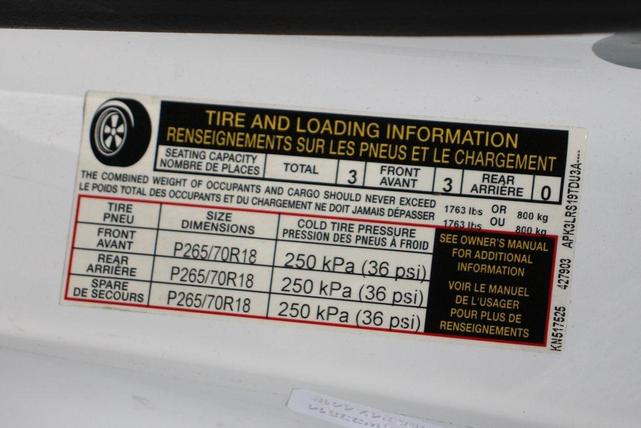 TIRE AND LOADING INFORMATION
RENSEIGNEMENTS SUR LES PNEUS ET LE CHARGEMENT
SEATING CAPACITY TOTAL 3 FRONT 3 REAR 0
NOMBRE DE PLACES AVANT ARRIÈRE
THE COMBINED WEIGHT OF OCCUPANTS AND CARGO SHOULD NEVER EXCEED 1763 lbs OR 800 kg
LE POIDS TOTAL DES OCCUPANTS ET DU CHARGEMENT NE DOIT JAMAIS DÉPASSER 1763 lbs OU 800 kg
TIRE SIZE COLD TIRE PRESSURE
PNEU DIMENSIONS PRESSION DES PNEUS À FROID
FRONT
AVANT P265/70R18 250 kPa (36 psi)
REAR
ARRIÈRE P265/70R18 250 kPa (36 psi)
SPARE
DE SECOURS P265/70R18 250 kPa (36 psi)
SEE OWNER'S MANUAL
FOR ADDITIONAL
INFORMATION
VOIR LE MANUEL
DE L'USAGER
POUR PLUS DE
RENSEIGNEMENTS
KN517525 427903 APK3LRS19TDU3A----